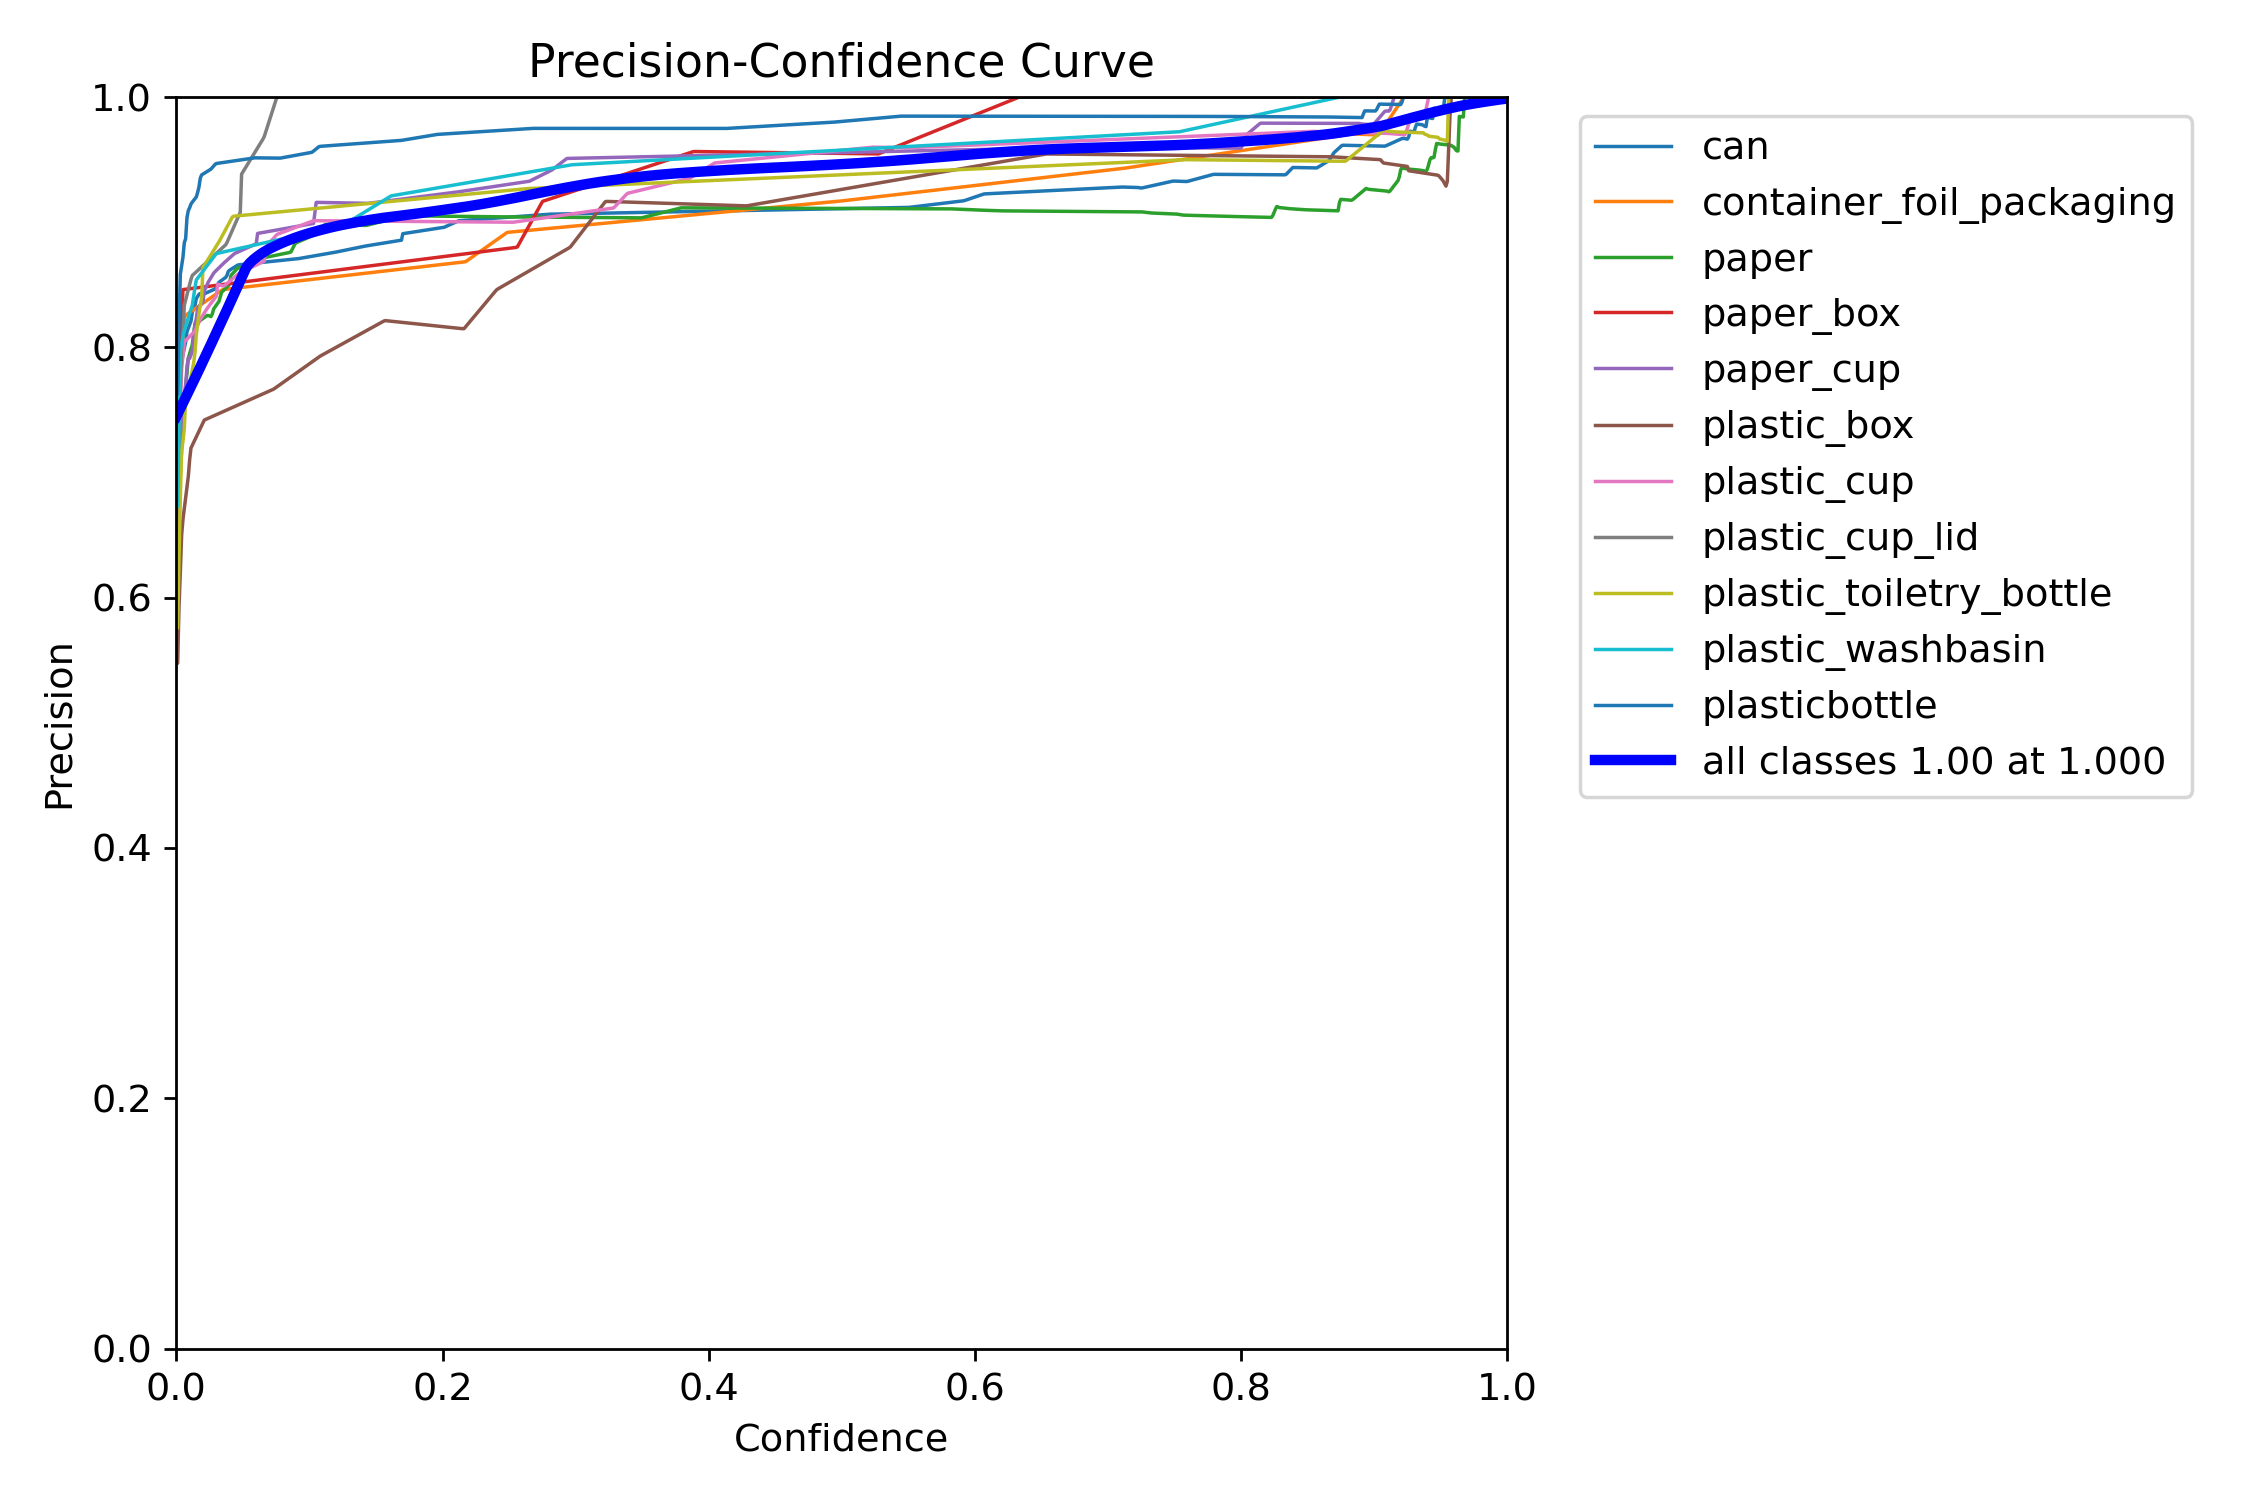 Precision-Confidence Curve
1.0
0.8
0.6
0.4
0.2
0.0
Precision
0.0 0.2 0.4 0.6 0.8 1.0
Confidence
can
container_foil_packaging
paper
paper_box
paper_cup
plastic_box
plastic_cup
plastic_cup_lid
plastic_toiletry_bottle
plastic_washbasin
plasticbottle
all classes 1.00 at 1.000